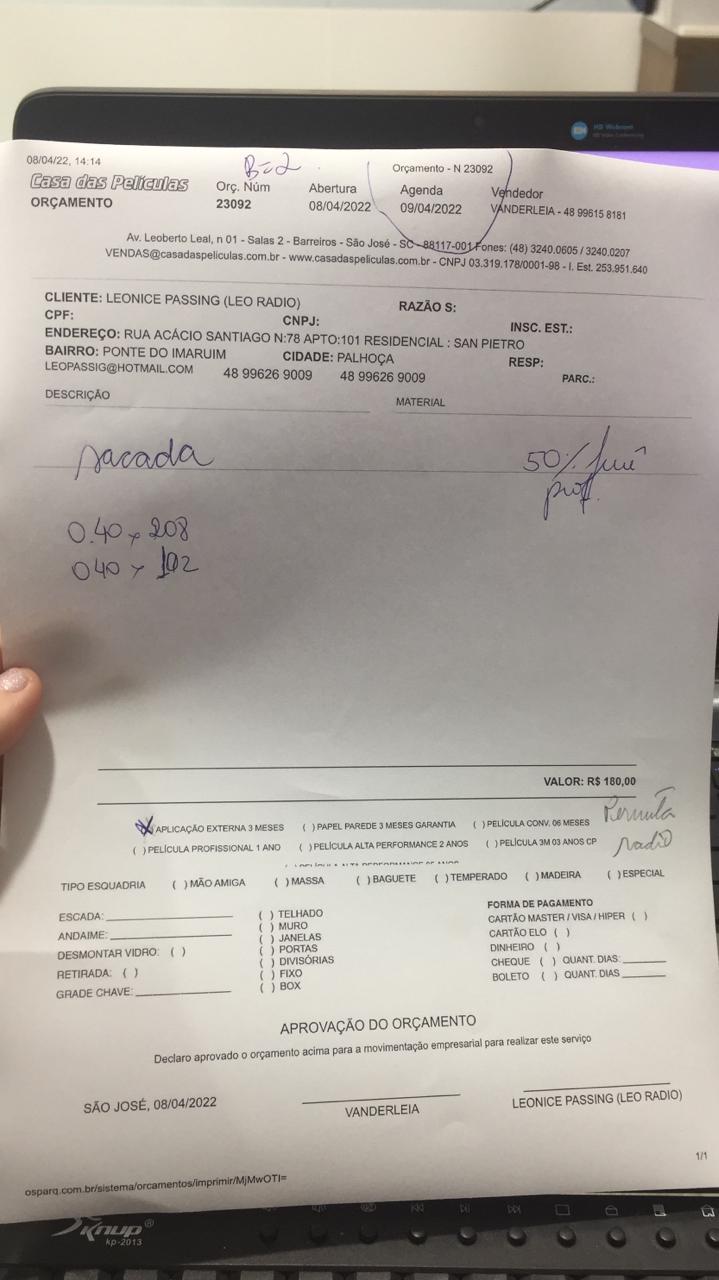 HD Webcam
08/04/22, 14:14
B=2
Orçamento - N 23092
Casa das Películas
ORÇAMENTO
Orç. Núm
23092
Abertura
08/04/2022
Agenda
09/04/2022
Vendedor
VANDERLEIA - 48 99615 8181
Av. Leoberto Leal, n 01 - Salas 2 - Barreiros - São José - SC - 88117-001 Fones: (48) 3240.0605 / 3240.0207
VENDAS@casadaspeliculas.com.br - www.casadaspeliculas.com.br - CNPJ 03.319.178/0001-98 - I. Est. 253.951.640
CLIENTE: LEONICE PASSING (LEO RADIO) RAZÃO S:
CPF: CNPJ: INSC. EST.:
ENDEREÇO: RUA ACÁCIO SANTIAGO N:78 APTO:101 RESIDENCIAL : SAN PIETRO
BAIRRO: PONTE DO IMARUIM CIDADE: PALHOÇA RESP:
LEOPASSIG@HOTMAIL.COM 48 99626 9009 48 99626 9009 PARC.:
DESCRIÇÃO MATERIAL
sacada 50%
prof.
0.40 x 208
040 x 192
VALOR: R$ 180,00
(X) APLICAÇÃO EXTERNA 3 MESES ( ) PAPEL PAREDE 3 MESES GARANTIA ( ) PELÍCULA CONV. 06 MESES
Permuta
( ) PELÍCULA PROFISSIONAL 1 ANO ( ) PELÍCULA ALTA PERFORMANCE 2 ANOS ( ) PELÍCULA 3M 03 ANOS CP
radio
TIPO ESQUADRIA ( ) MÃO AMIGA ( ) MASSA ( ) BAGUETE ( ) TEMPERADO ( ) MADEIRA ( ) ESPECIAL
ESCADA:
ANDAIME:
DESMONTAR VIDRO: ( )
RETIRADA: ( )
GRADE CHAVE:
( ) TELHADO
( ) MURO
( ) JANELAS
( ) PORTAS
( ) DIVISÓRIAS
( ) FIXO
( ) BOX
FORMA DE PAGAMENTO
CARTÃO MASTER / VISA / HIPER ( )
CARTÃO ELO ( )
DINHEIRO ( )
CHEQUE ( ) QUANT. DIAS:
BOLETO ( ) QUANT. DIAS
APROVAÇÃO DO ORÇAMENTO
Declaro aprovado o orçamento acima para a movimentação empresarial para realizar este serviço
SÃO JOSÉ, 08/04/2022
VANDERLEIA
LEONICE PASSING (LEO RADIO)
1/1
osparq.com.br/sistema/orcamentos/imprimir/MjMwOTI=
Knup®
kp-2013